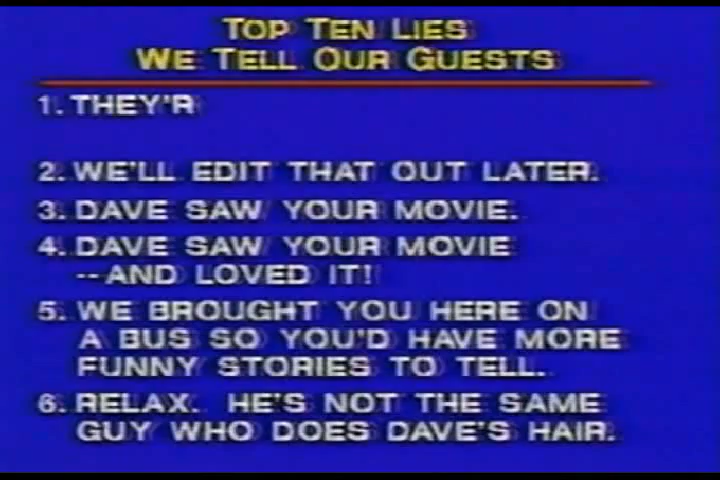 TOP TEN LIES
WE TELL OUR GUESTS
1. THEY'R
2. WE'LL EDIT THAT OUT LATER.
3. DAVE SAW YOUR MOVIE.
4. DAVE SAW YOUR MOVIE
--AND LOVED IT!
5. WE BROUGHT YOU HERE ON
A BUS SO YOU'D HAVE MORE
FUNNY STORIES TO TELL.
6. RELAX. HE'S NOT THE SAME
GUY WHO DOES DAVE'S HAIR.